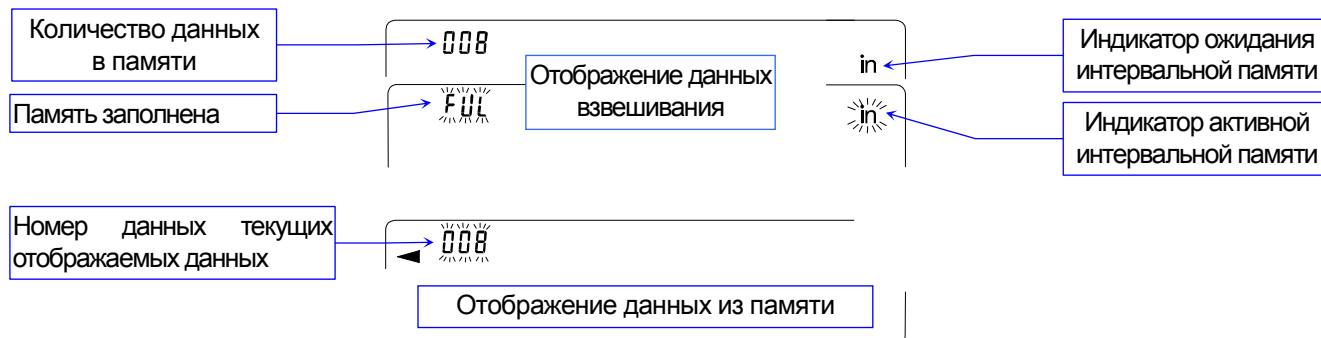 Количество данных
в памяти
008
in
Индикатор ожидания
интервальной памяти
Отображение данных
взвешивания
Память заполнена
FUL
in
Индикатор активной
интервальной памяти
Номер данных текущих
отображаемых данных
008
Отображение данных из памяти